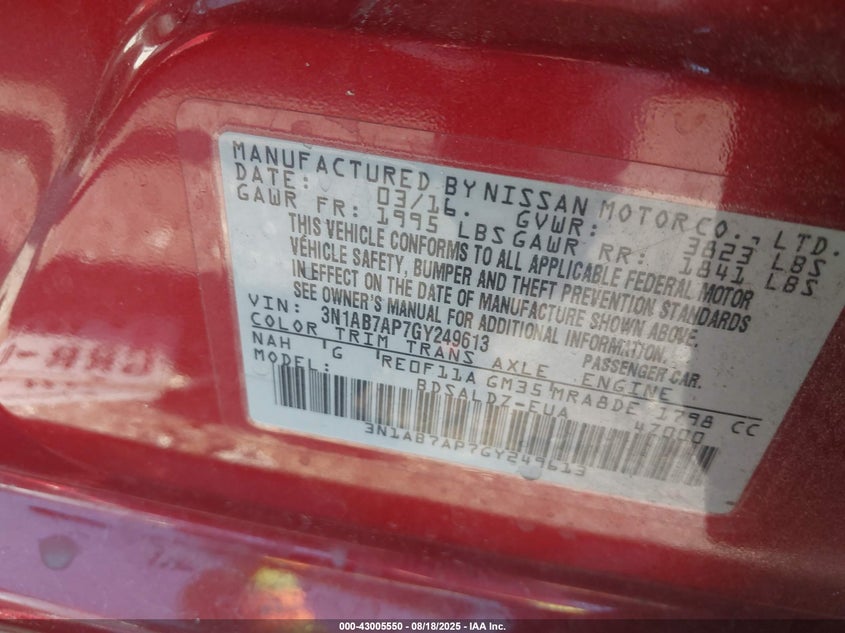 MANUFACTURED BY NISSAN MOTOR CO., LTD.
DATE: 03/16. GVWR: 3823 LBS
GAWR FR: 1995 LBS GAWR RR: 1841 LBS
THIS VEHICLE CONFORMS TO ALL APPLICABLE FEDERAL MOTOR
VEHICLE SAFETY, BUMPER AND THEFT PREVENTION STANDARDS
IN EFFECT ON THE DATE OF MANUFACTURE SHOWN ABOVE.
SEE OWNER'S MANUAL FOR ADDITIONAL INFORMATION.
VIN: 3N1AB7AP7GY249613 PASSENGER CAR.
COLOR TRIM TRANS AXLE ENGINE
NAH G RE0F11A GM35 MRA8DE 1798 CC
MODEL: BDSALDZ-EUA 47000
3N1AB7AP7GY249613
000-43005550 - 08/18/2025 - IAA Inc.